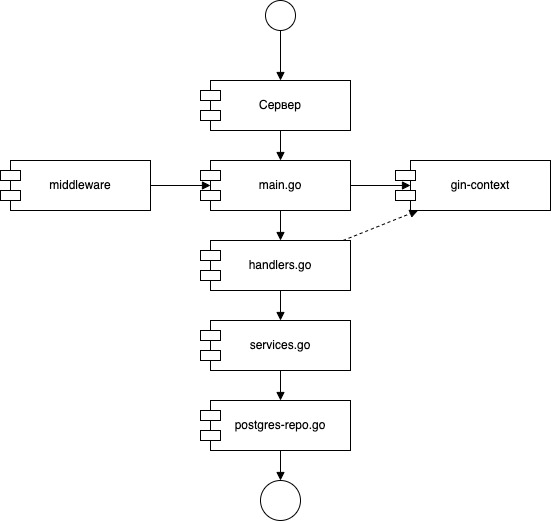 Сервер
middleware
main.go
gin-context
handlers.go
services.go
postgres-repo.go